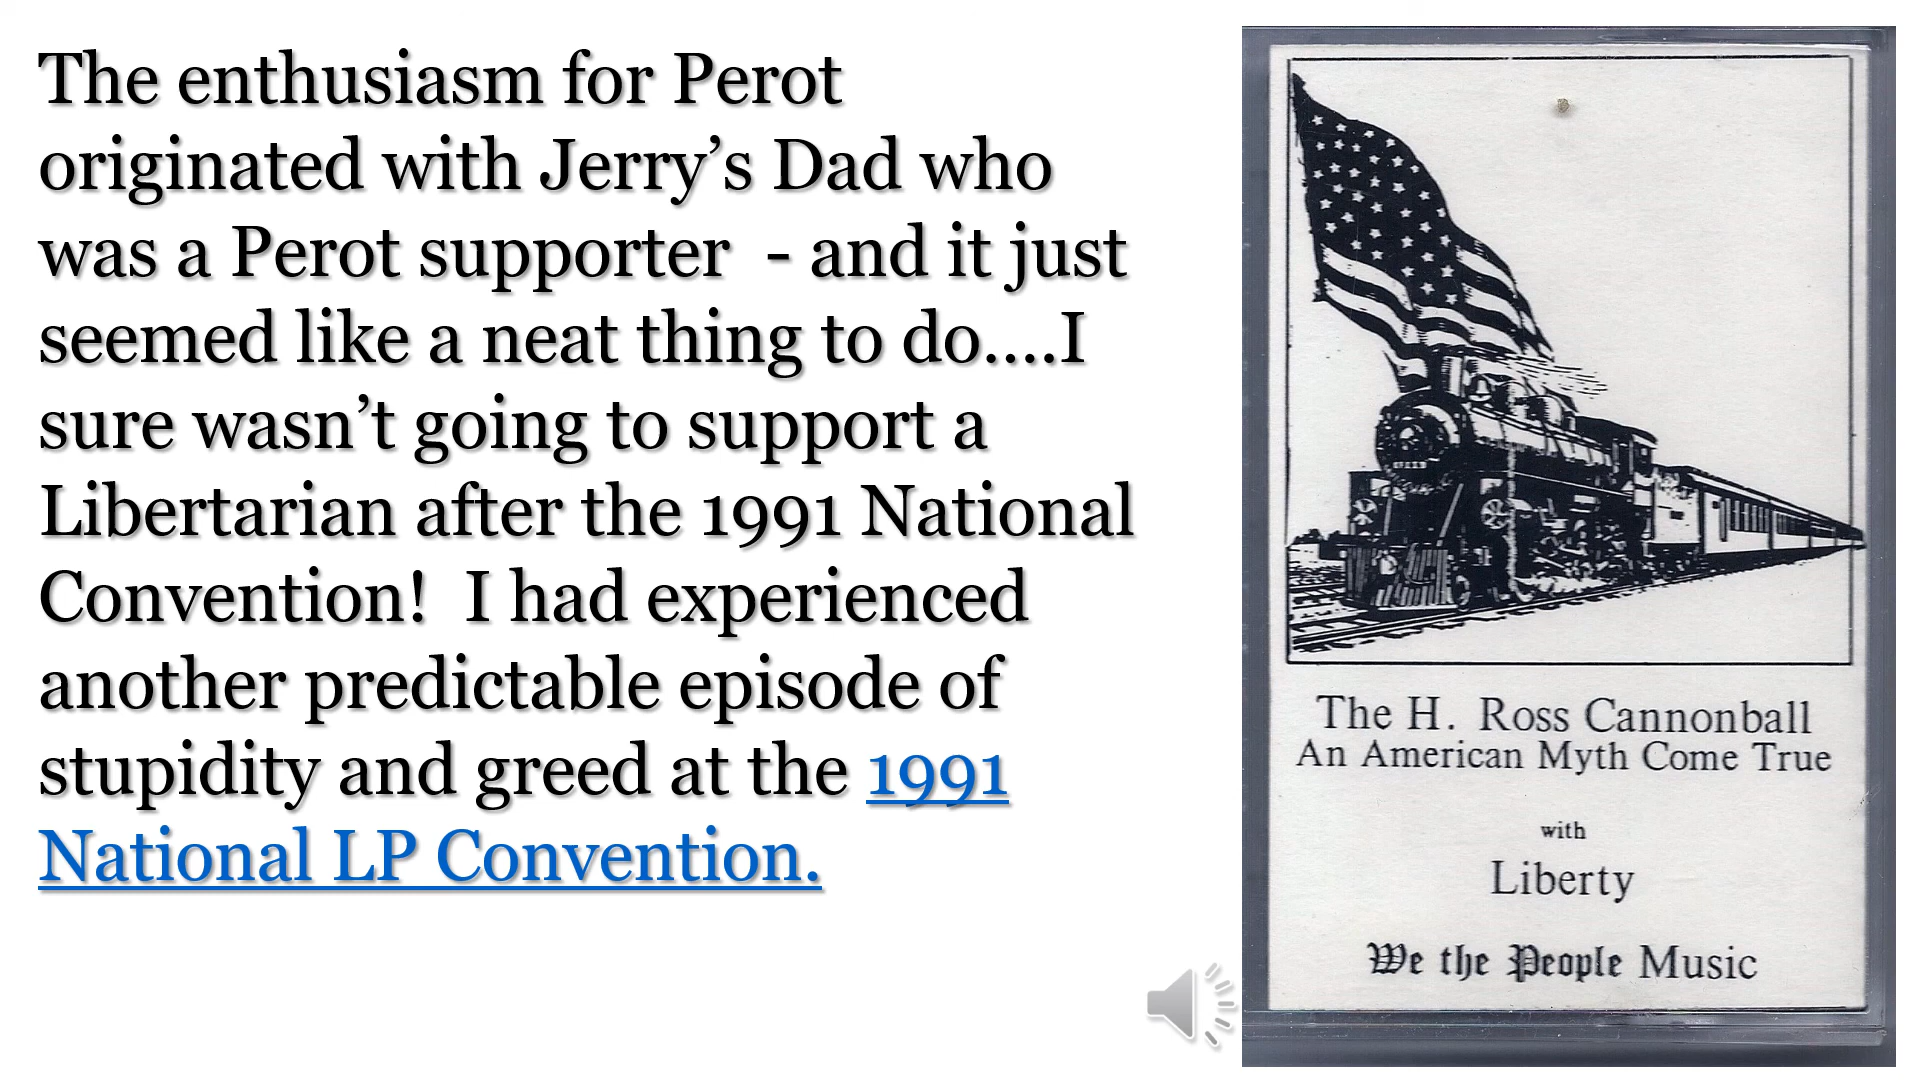 The enthusiasm for Perot
originated with Jerry’s Dad who
was a Perot supporter  - and it just
seemed like a neat thing to do....I
sure wasn’t going to support a
Libertarian after the 1991 National
Convention!  I had experienced
another predictable episode of
stupidity and greed at the 1991
National LP Convention.
The H. Ross Cannonball
An American Myth Come True
with
Liberty
We the People Music